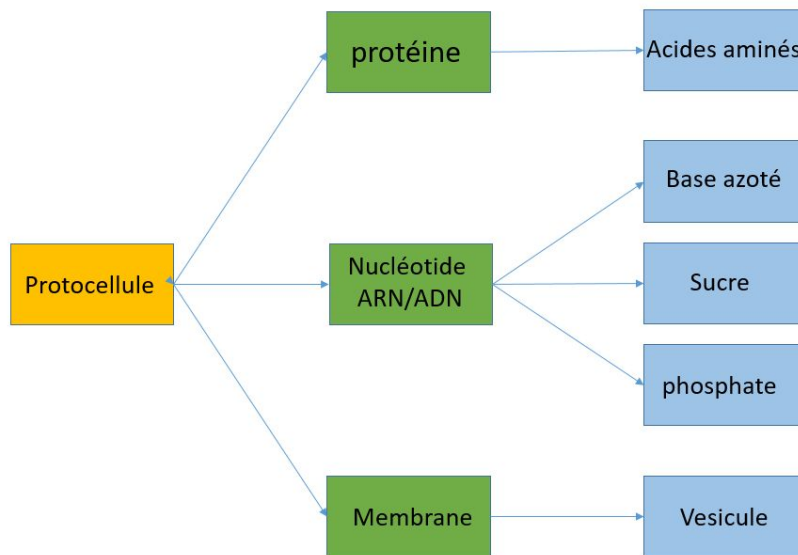 protéine
Acides aminés
Base azoté
Protocellule
Nucléotide
ARN/ADN
Sucre
phosphate
Membrane
Vesicule